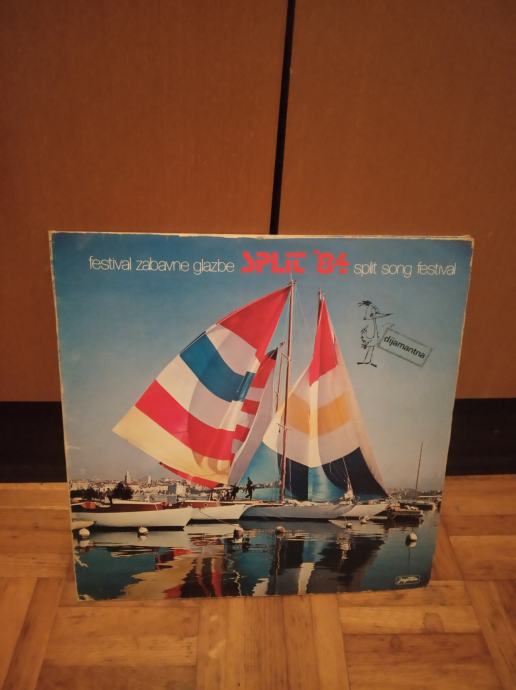 festival zabavne glazbe SPLIT '84 split song festival
dijamantna
Jugoton